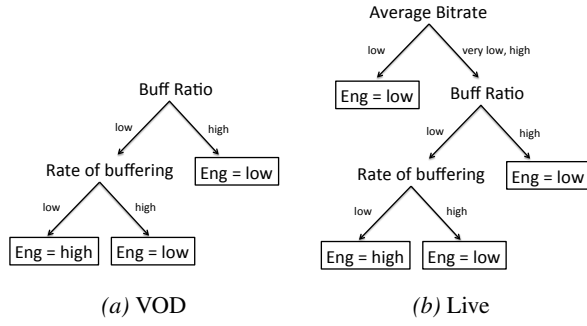 Buff Ratio
low
high
Rate of buffering
Eng = low
low
high
Eng = high
Eng = low
(a) VOD
Average Bitrate
low
very low, high
Eng = low
Buff Ratio
low
high
Rate of buffering
Eng = low
low
high
Eng = high
Eng = low
(b) Live